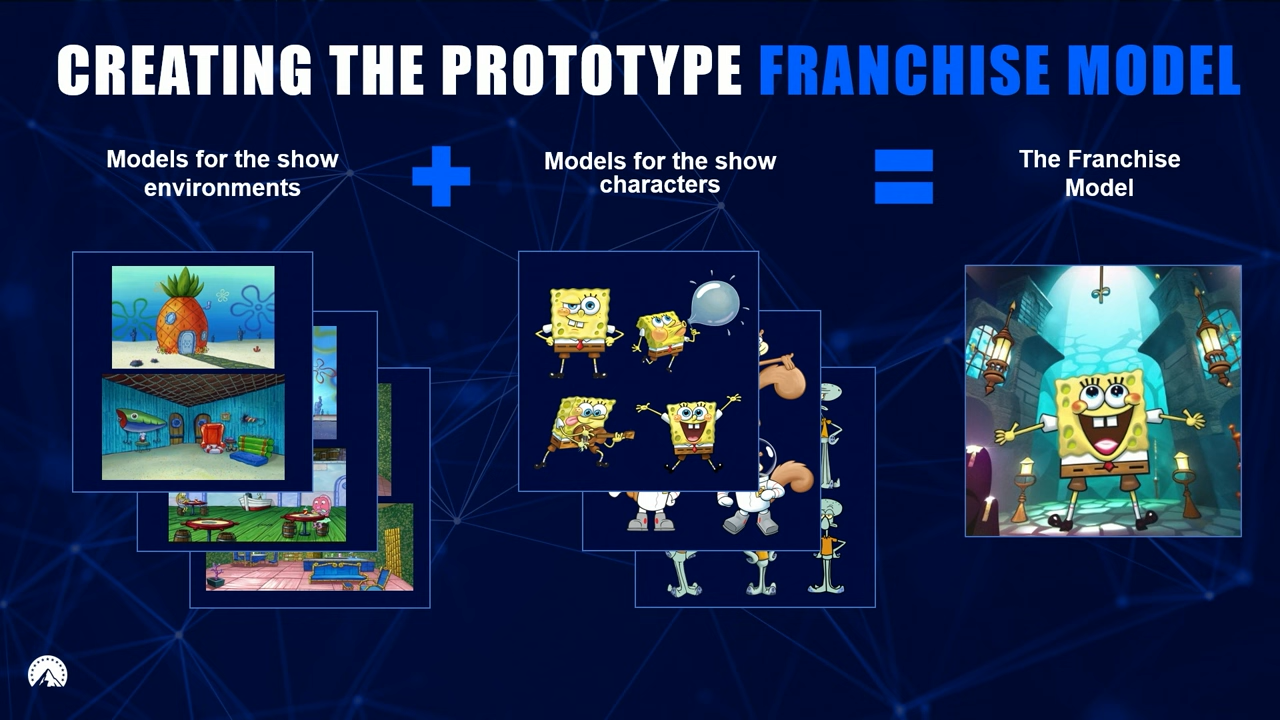 CREATING THE PROTOTYPE FRANCHISE MODEL
Models for the show
environments
Models for the show
characters
The Franchise
Model